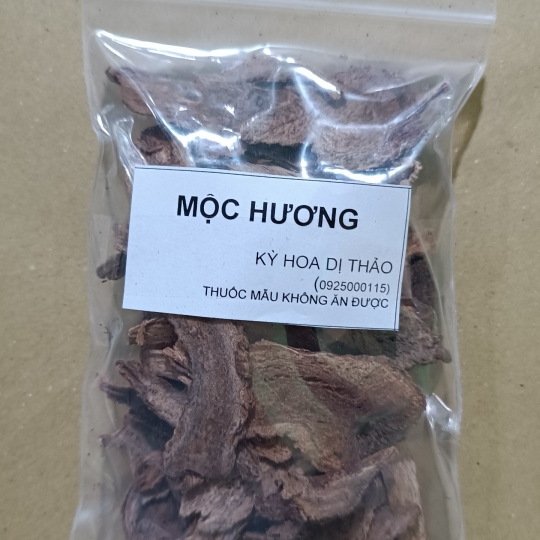 MỘC HƯƠNG
KỲ HOA DỊ THẢO
(0925000115)
THUỐC MẪU KHÔNG ĂN ĐƯỢC